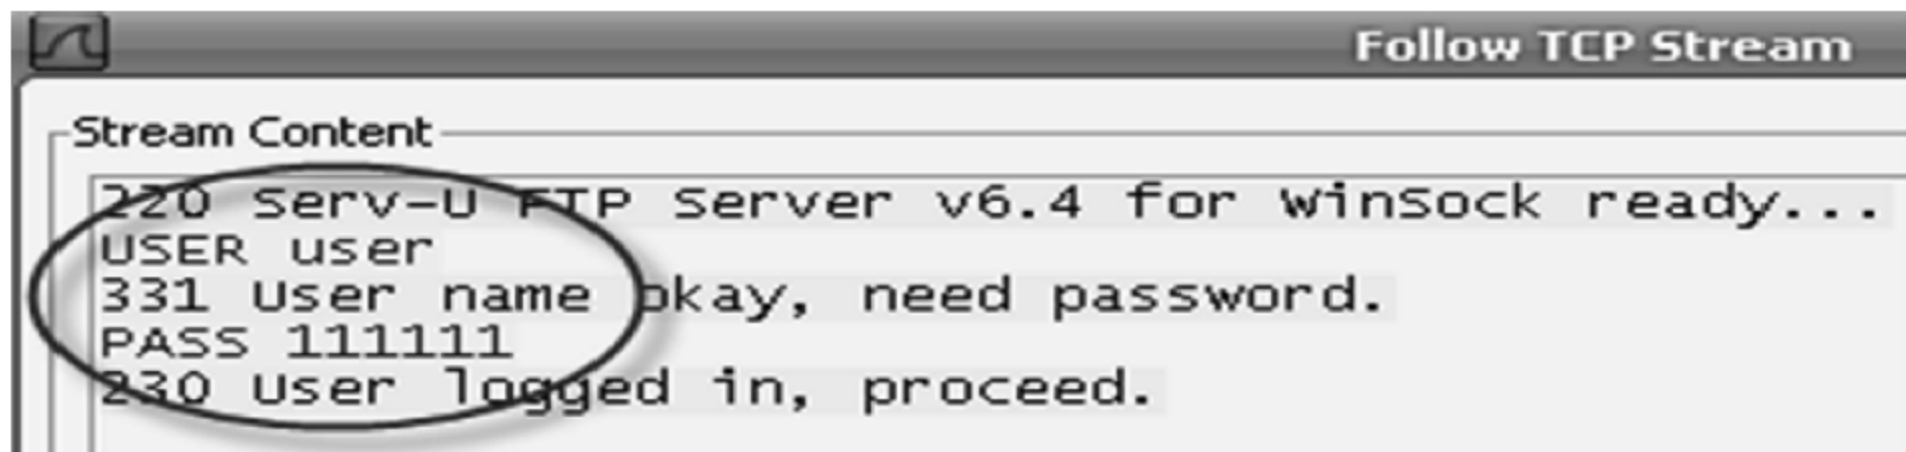 Follow TCP Stream
Stream Content
220 Serv-U FTP Server v6.4 for WinSock ready...
USER user
331 User name okay, need password.
PASS 111111
230 User logged in, proceed.